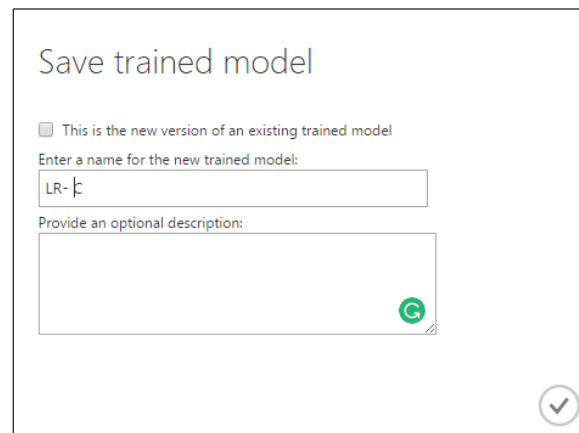 Save trained model
This is the new version of an existing trained model
Enter a name for the new trained model:
LR- C
Provide an optional description: